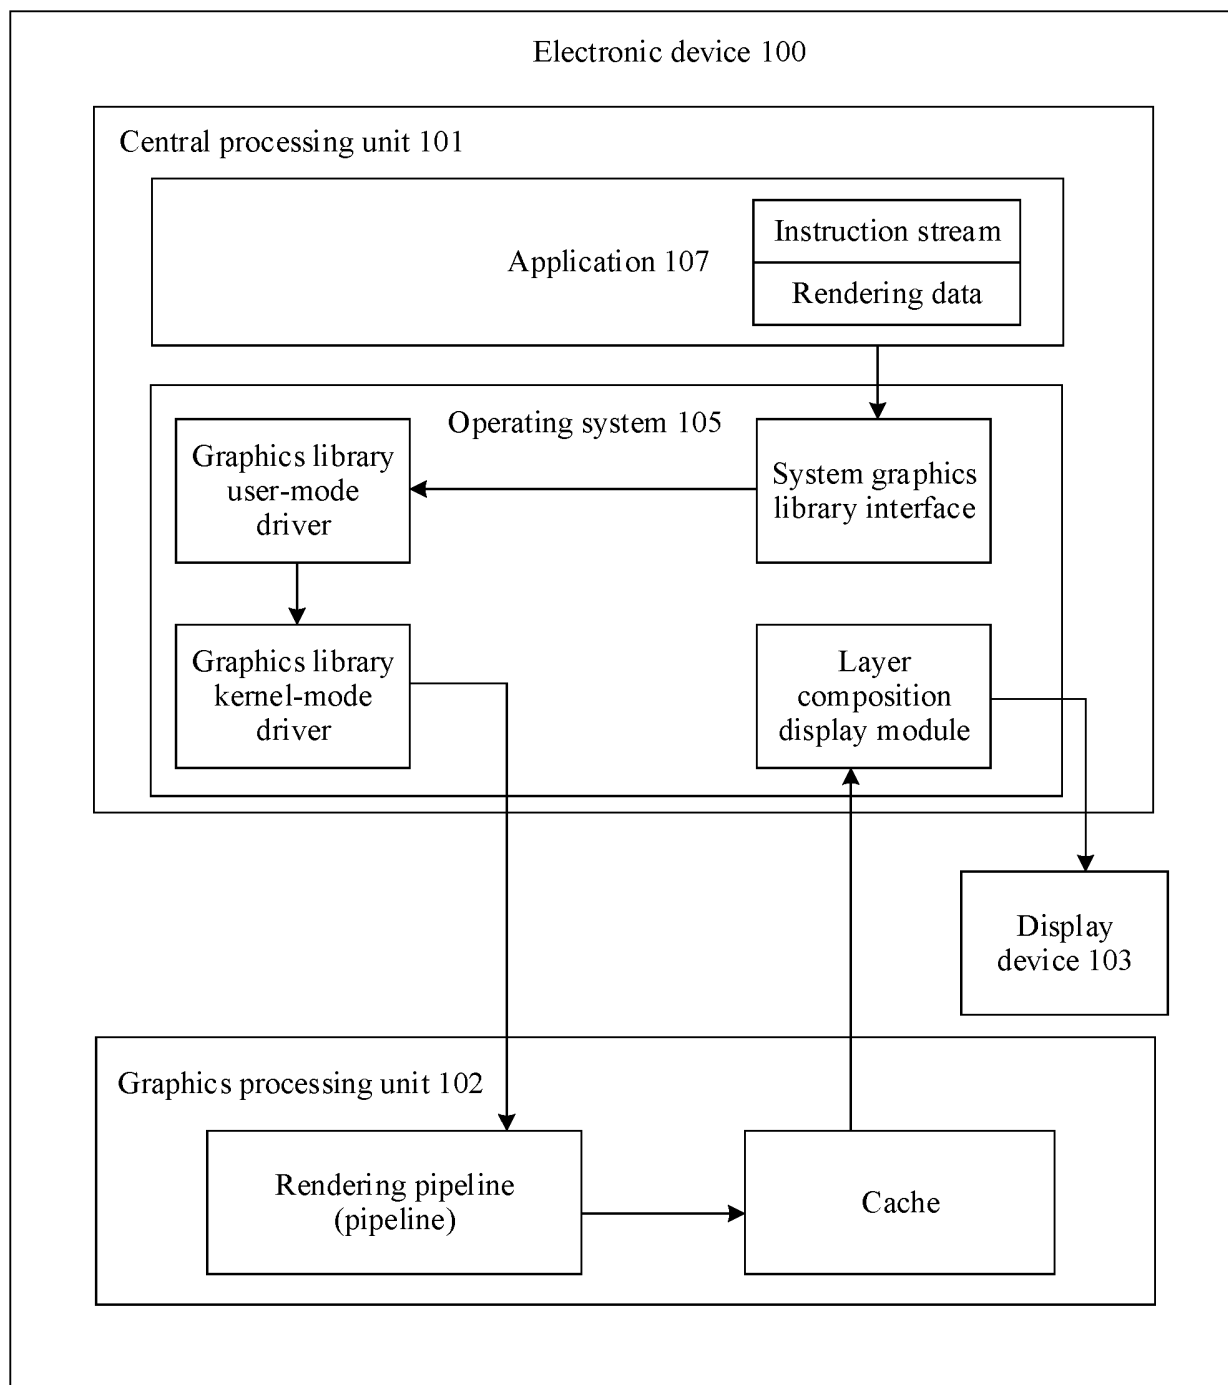 Electronic device 100
Central processing unit 101
Application 107
Instruction stream
Rendering data
Operating system 105
Graphics library
user-mode
driver
System graphics
library interface
Graphics library
kernel-mode
driver
Layer
composition
display module
Display
device 103
Graphics processing unit 102
Rendering pipeline
(pipeline)
Cache